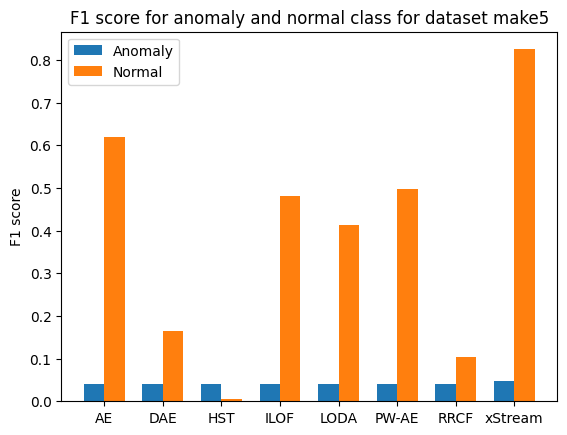 F1 score for anomaly and normal class for dataset make5
Anomaly
Normal
F1 score
0.8
0.7
0.6
0.5
0.4
0.3
0.2
0.1
0.0
AE DAE HST ILOF LODA PW-AE RRCF xStream